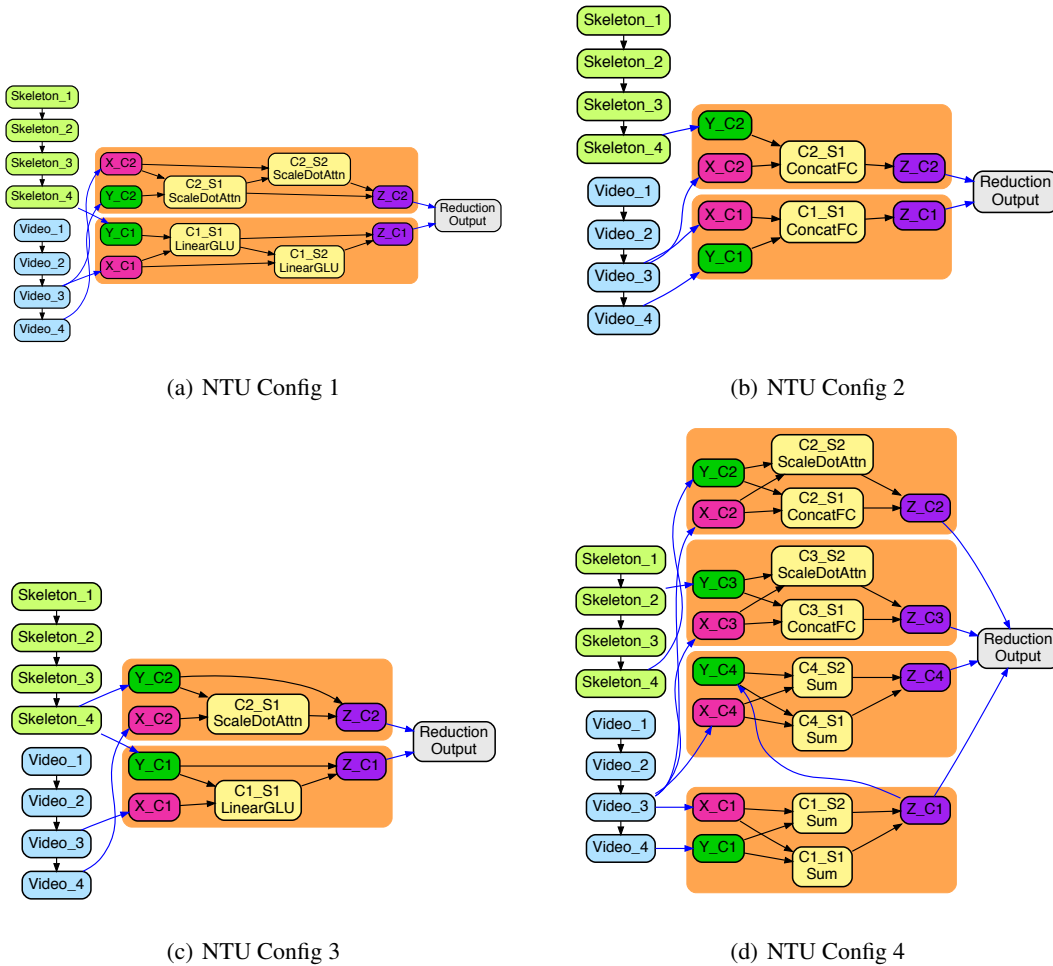 Skeleton_1
Skeleton_2
Skeleton_3
Skeleton_4
Video_1
Video_2
Video_3
Video_4
X_C2
Y_C2
C2_S1
ScaleDotAttn
C2_S2
ScaleDotAttn
Z_C2
Y_C1
X_C1
C1_S1
LinearGLU
C1_S2
LinearGLU
Z_C1
Reduction
Output
(a) NTU Config 1
Skeleton_1
Skeleton_2
Skeleton_3
Skeleton_4
Video_1
Video_2
Video_3
Video_4
Y_C2
X_C2
C2_S1
ConcatFC
Z_C2
X_C1
Y_C1
C1_S1
ConcatFC
Z_C1
Reduction
Output
(b) NTU Config 2
Skeleton_1
Skeleton_2
Skeleton_3
Skeleton_4
Video_1
Video_2
Video_3
Video_4
Y_C2
X_C2
C2_S1
ScaleDotAttn
Z_C2
Y_C1
X_C1
C1_S1
LinearGLU
Z_C1
Reduction
Output
(c) NTU Config 3
Skeleton_1
Skeleton_2
Skeleton_3
Skeleton_4
Video_1
Video_2
Video_3
Video_4
Y_C2
X_C2
C2_S2
ScaleDotAttn
C2_S1
ConcatFC
Z_C2
Y_C3
X_C3
C3_S2
ScaleDotAttn
C3_S1
ConcatFC
Z_C3
Y_C4
X_C4
C4_S2
Sum
C4_S1
Sum
Z_C4
X_C1
Y_C1
C1_S2
Sum
C1_S1
Sum
Z_C1
Reduction
Output
(d) NTU Config 4